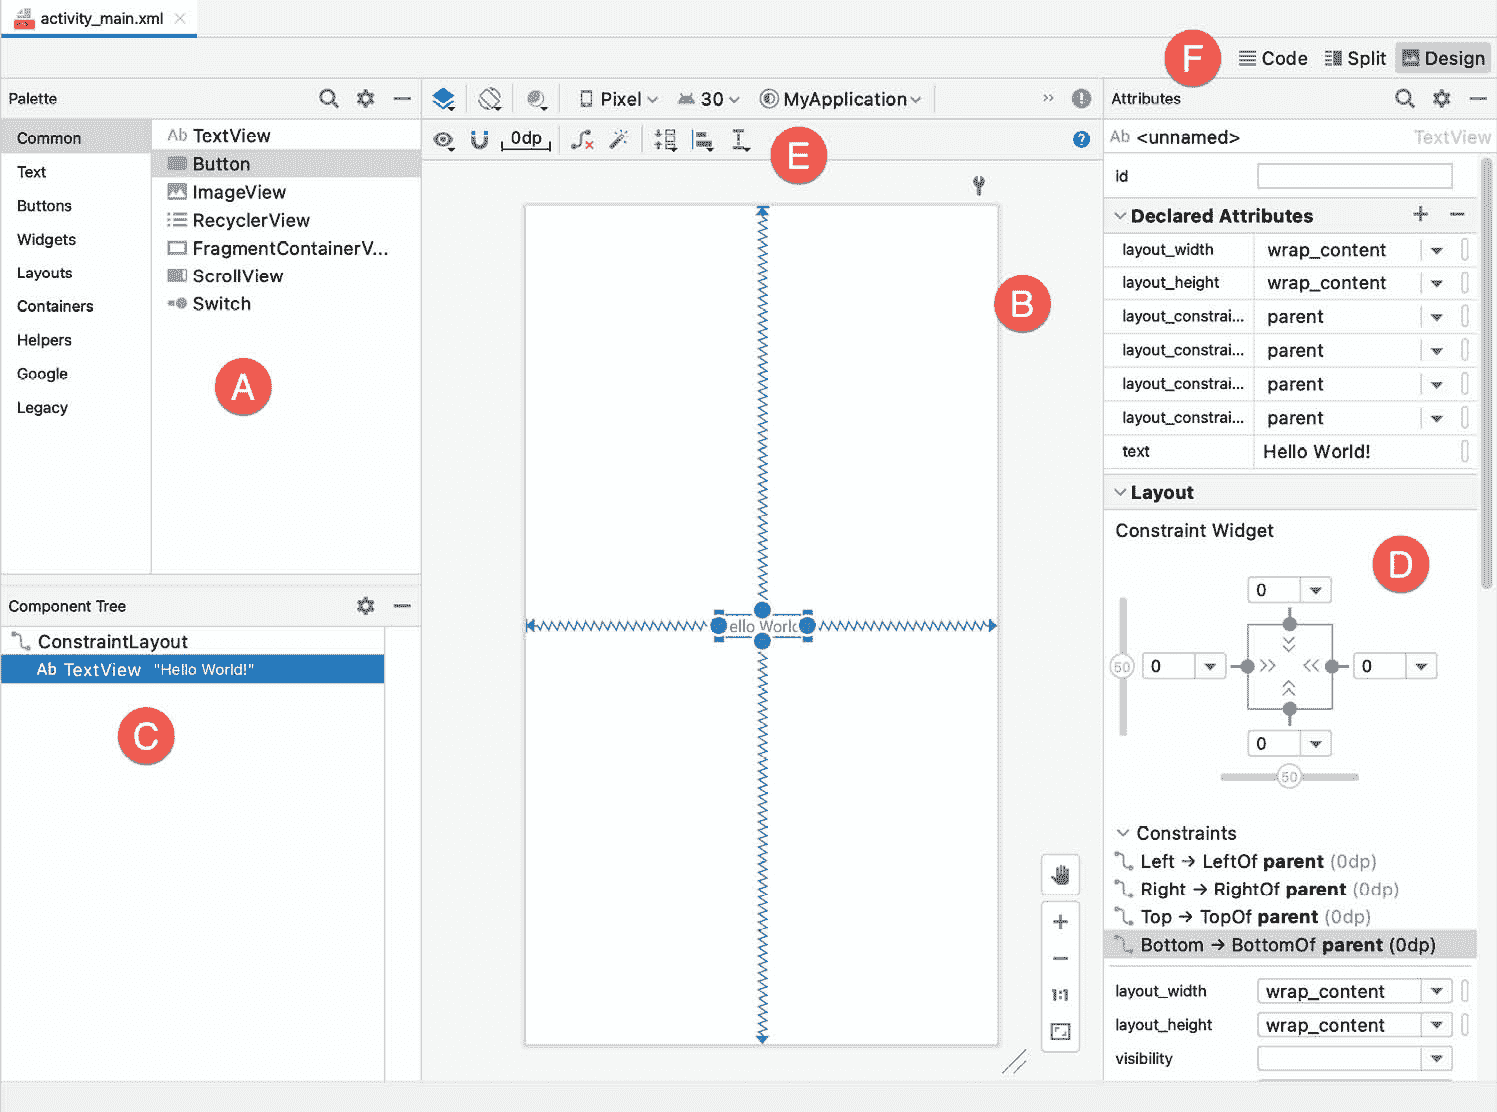 activity_main.xml
F Code Split Design
Palette
Pixel 30 MyApplication
Attributes
Common
Text
Buttons
Widgets
Layouts
Containers
Helpers
Google
Legacy
Ab TextView
Button
ImageView
RecyclerView
FragmentContainerV...
ScrollView
Switch
A
0dp
E
?
B
ello World
Component Tree
ConstraintLayout
Ab TextView "Hello World!"
C
1:1
Ab <unnamed> TextView
id
Declared Attributes
layout_width wrap_content
layout_height wrap_content
layout_constrai... parent
layout_constrai... parent
layout_constrai... parent
layout_constrai... parent
text Hello World!
Layout
Constraint Widget
D
0
50 0 0
0
50
Constraints
Left → LeftOf parent (0dp)
Right → RightOf parent (0dp)
Top → TopOf parent (0dp)
Bottom → BottomOf parent (0dp)
layout_width wrap_content
layout_height wrap_content
visibility